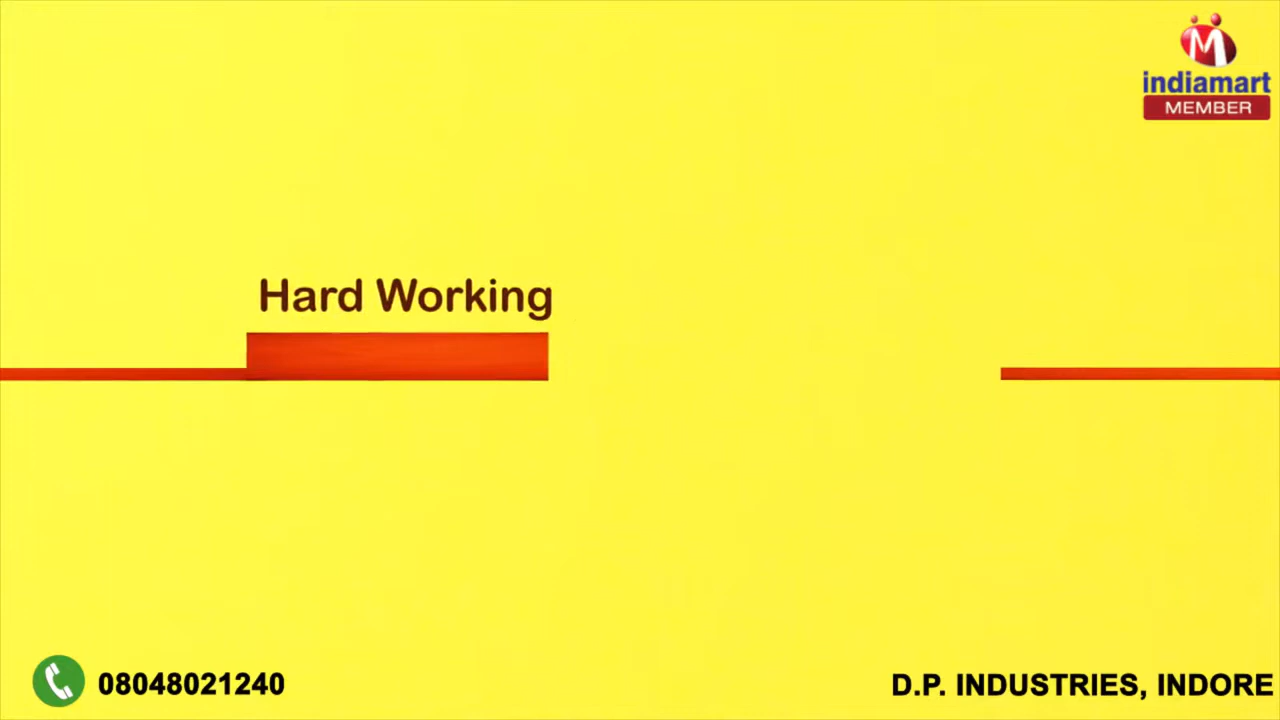 indiamart
MEMBER
Hard Working
08048021240
D.P. INDUSTRIES, INDORE